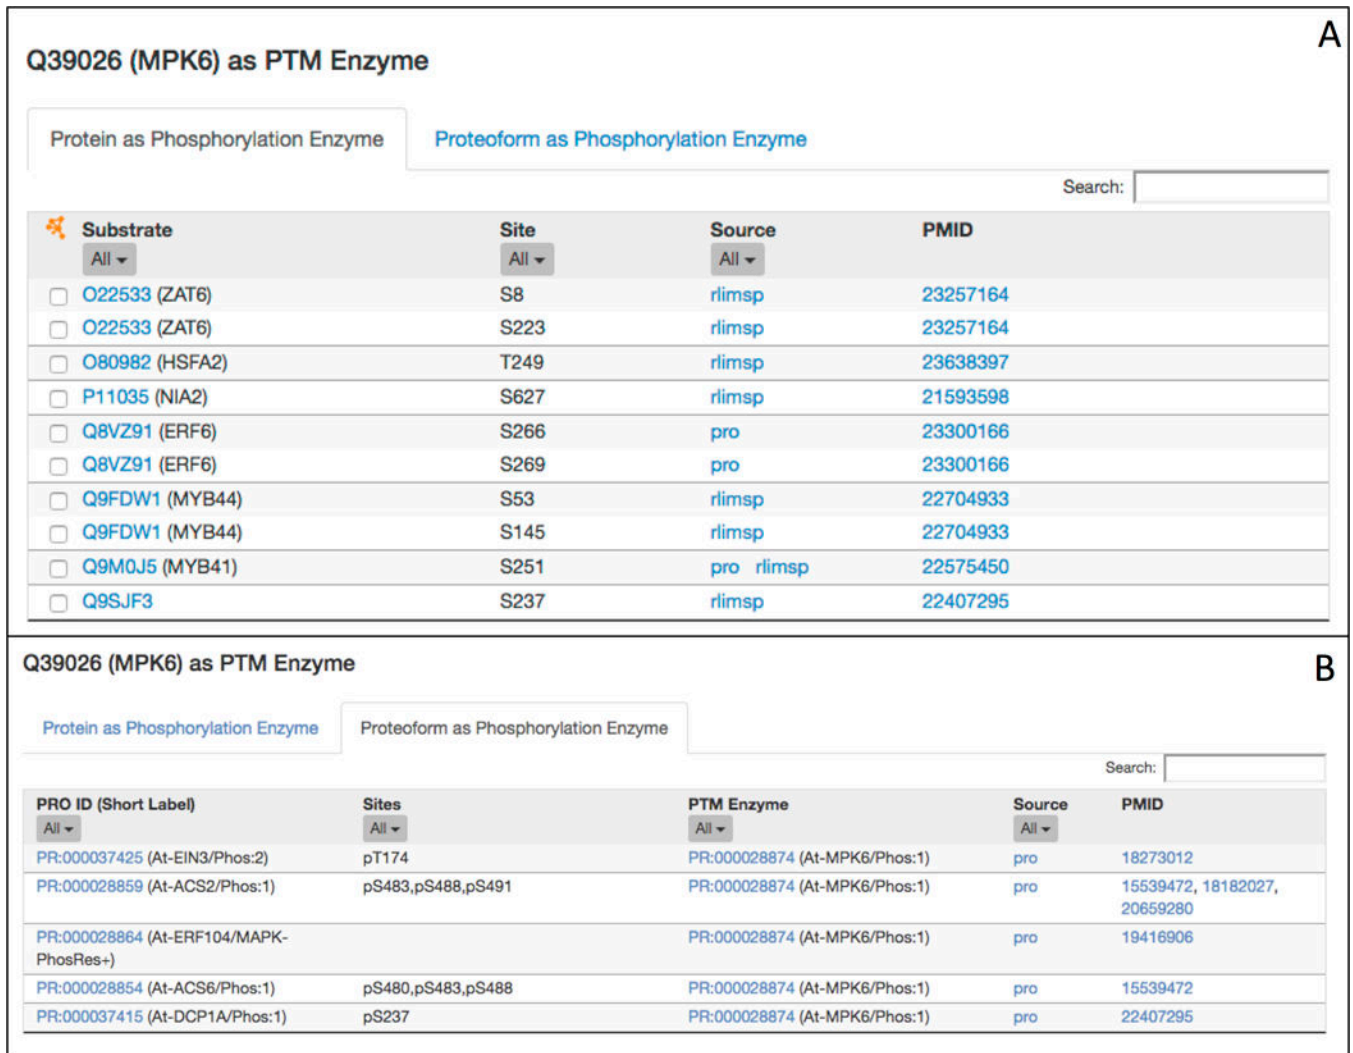 A
Q39026 (MPK6) as PTM Enzyme
Protein as Phosphorylation Enzyme Proteoform as Phosphorylation Enzyme
Search:
Substrate Site Source PMID
All All All
O22533 (ZAT6) S8 rlimsp 23257164
O22533 (ZAT6) S223 rlimsp 23257164
O80982 (HSFA2) T249 rlimsp 23638397
P11035 (NIA2) S627 rlimsp 21593598
Q8VZ91 (ERF6) S266 pro 23300166
Q8VZ91 (ERF6) S269 pro 23300166
Q9FDW1 (MYB44) S53 rlimsp 22704933
Q9FDW1 (MYB44) S145 rlimsp 22704933
Q9M0J5 (MYB41) S251 pro rlimsp 22575450
Q9SJF3 S237 rlimsp 22407295
Q39026 (MPK6) as PTM Enzyme B
Protein as Phosphorylation Enzyme Proteoform as Phosphorylation Enzyme
Search:
PRO ID (Short Label) Sites PTM Enzyme Source PMID
All All All All
PR:000037425 (At-EIN3/Phos:2) pT174 PR:000028874 (At-MPK6/Phos:1) pro 18273012
PR:000028859 (At-ACS2/Phos:1) pS483,pS488,pS491 PR:000028874 (At-MPK6/Phos:1) pro 15539472, 18182027,
20659280
PR:000028864 (At-ERF104/MAPK- PR:000028874 (At-MPK6/Phos:1) pro 19416906
PhosRes+)
PR:000028854 (At-ACS6/Phos:1) pS480,pS483,pS488 PR:000028874 (At-MPK6/Phos:1) pro 15539472
PR:000037415 (At-DCP1A/Phos:1) pS237 PR:000028874 (At-MPK6/Phos:1) pro 22407295